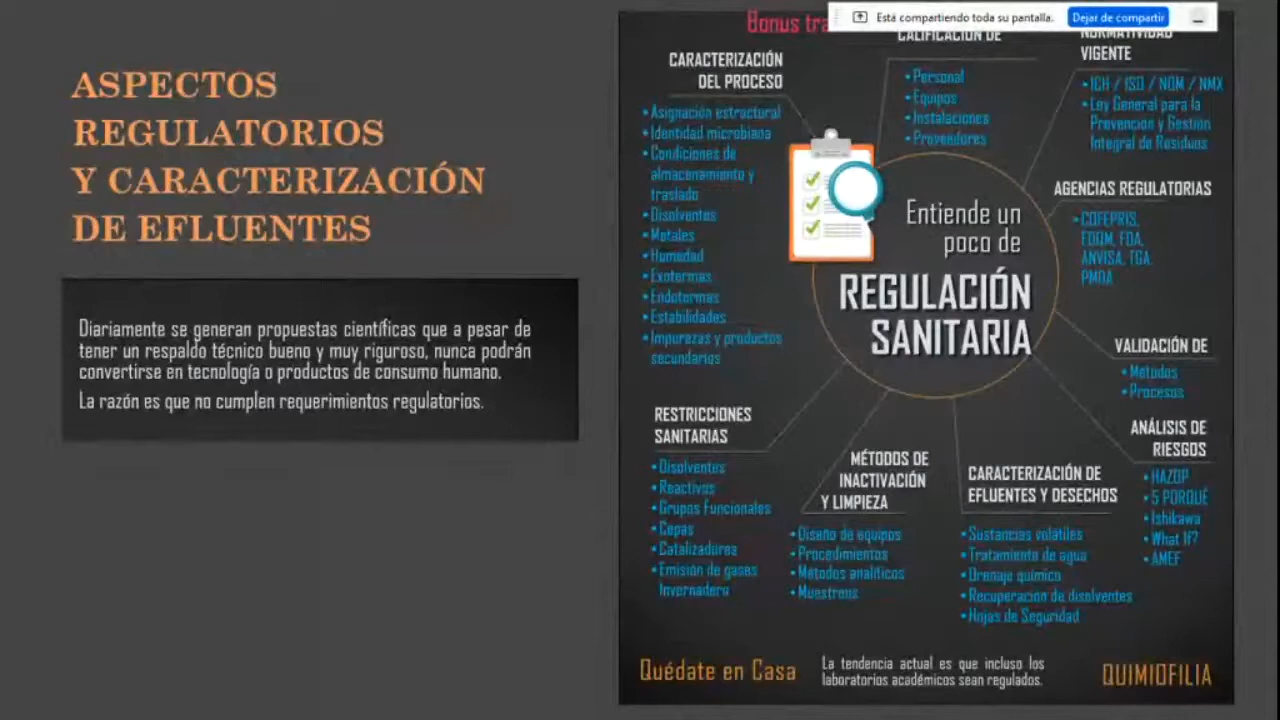 ASPECTOS
REGULATORIOS
Y CARACTERIZACIÓN
DE EFLUENTES
Diariamente se generan propuestas científicas que a pesar de
tener un respaldo técnico bueno y muy riguroso, nunca podrán
convertirse en tecnología o productos de consumo humano.
La razón es que no cumplen requerimientos regulatorios.
Bonus
Está compartiendo toda su pantalla.
Dejar de compartir
CARACTERIZACIÓN
DEL PROCESO
• Asignación estructural
• Identidad microbiana
• Condiciones de
almacenamiento y
traslado
• Disolventes
• Metales
• Humedad
• Exotermas
• Endotermas
• Estabilidades
• Impurezas y productos
secundarios
CALIFICACIÓN DE
• Personal
• Equipos
• Instalaciones
• Proveedores
NORMATIVIDAD
VIGENTE
• ICH / ISO / NOM / NMX
• Ley General para la
Prevención y Gestión
Integral de Residuos
AGENCIAS REGULATORIAS
• COFEPRIS,
EDQM, FDA,
ANVISA, TGA,
PMDA
Entiende un
poco de
REGULACIÓN
SANITARIA
VALIDACIÓN DE
• Métodos
• Procesos
ANÁLISIS DE
RIESGOS
• HAZOP
• 5 PORQUÉ
• Ishikawa
• What If?
• AMEF
RESTRICCIONES
SANITARIAS
• Disolventes
• Reactivos
• Grupos Funcionales
• Cepas
• Catalizadores
• Emisión de gases
Invernadero
MÉTODOS DE
INACTIVACIÓN
Y LIMPIEZA
• Diseño de equipos
• Procedimientos
• Métodos analíticos
• Muestreos
CARACTERIZACIÓN DE
EFLUENTES Y DESECHOS
• Sustancias volátiles
• Tratamiento de agua
• Drenaje químico
• Recuperación de disolventes
• Hojas de Seguridad
Quédate en Casa
La tendencia actual es que incluso los
laboratorios académicos sean regulados.
QUIMIOFILIA